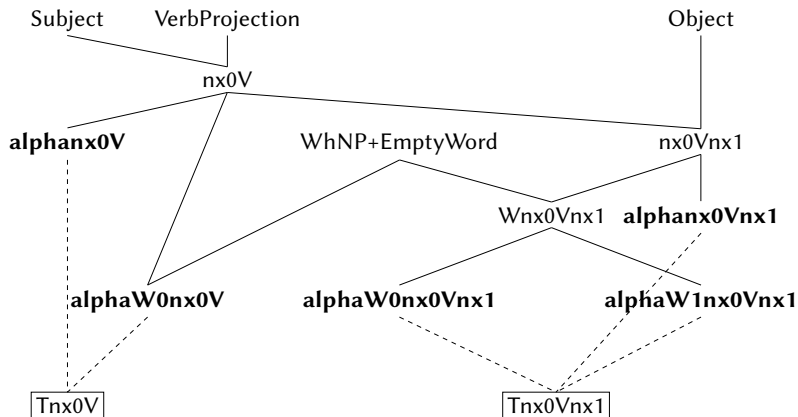 Subject VerbProjection Object
nx0V
alphanx0V WhNP+EmptyWord nx0Vnx1
Wnx0Vnx1 alphanx0Vnx1
alphaW0nx0V alphaW0nx0Vnx1 alphaW1nx0Vnx1
Tnx0V Tnx0Vnx1